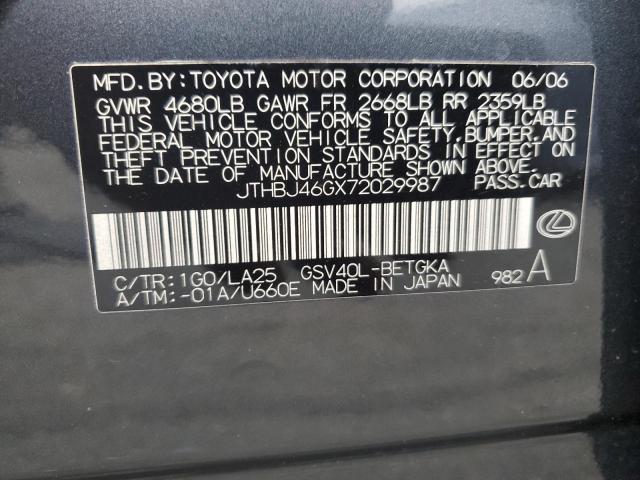 MFD.BY:TOYOTA MOTOR CORPORATION 06/06
GVWR 4680LB GAWR FR 2668LB RR 2359LB
THIS VEHICLE CONFORMS TO ALL APPLICABLE
FEDERAL MOTOR VEHICLE SAFETY,BUMPER,AND
THEFT PREVENTION STANDARDS IN EFFECT ON
THE DATE OF MANUFACTURE SHOWN ABOVE.
JTHBJ46GX72029987 PASS.CAR
C/TR:1G0/LA25 GSV40L-BETGKA
A/TM:-01A/U660E MADE IN JAPAN 982 A